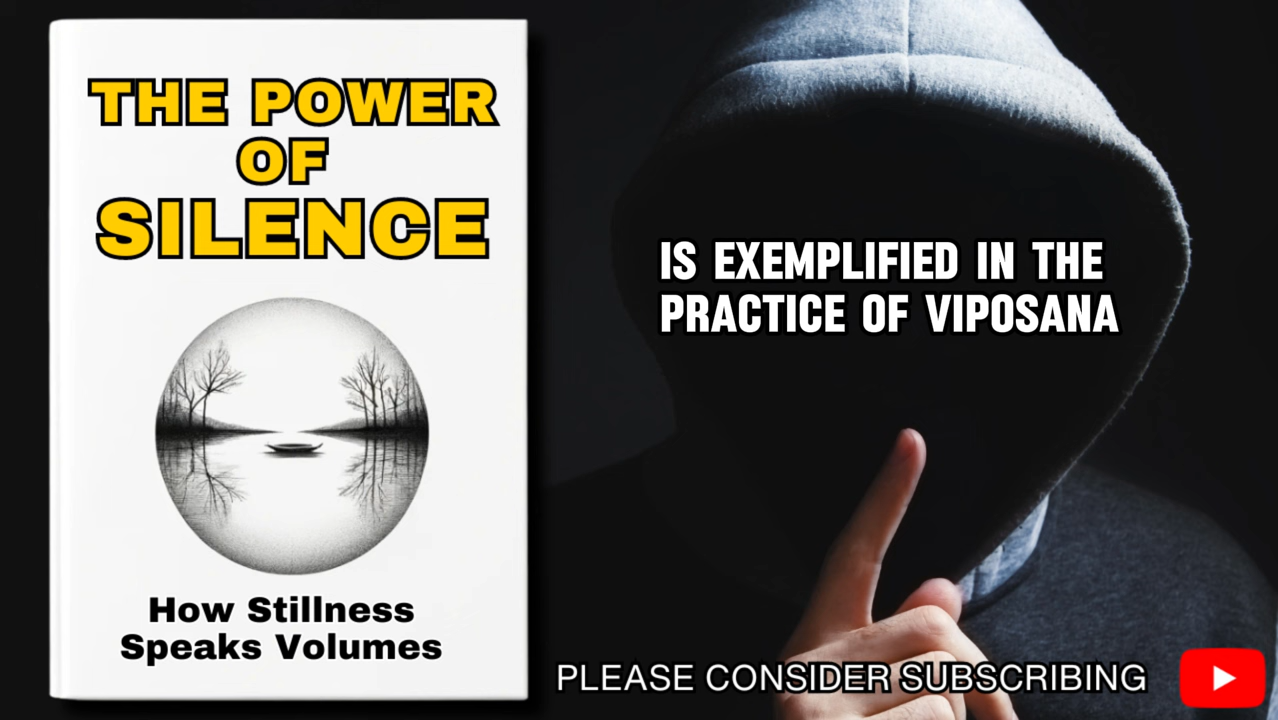 THE POWER
OF
SILENCE
How Stillness
Speaks Volumes
IS EXEMPLIFIED IN THE
PRACTICE OF VIPOSANA
PLEASE CONSIDER SUBSCRIBING